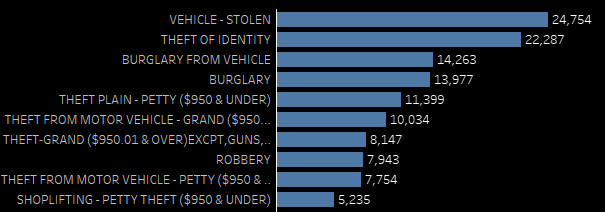 VEHICLE - STOLEN 24,754
THEFT OF IDENTITY 22,287
BURGLARY FROM VEHICLE 14,263
BURGLARY 13,977
THEFT PLAIN - PETTY ($950 & UNDER) 11,399
THEFT FROM MOTOR VEHICLE - GRAND ($950... 10,034
THEFT-GRAND ($950.01 & OVER)EXCPT,GUNS,.. 8,147
ROBBERY 7,943
THEFT FROM MOTOR VEHICLE - PETTY ($950 & .. 7,754
SHOPLIFTING - PETTY THEFT ($950 & UNDER) 5,235